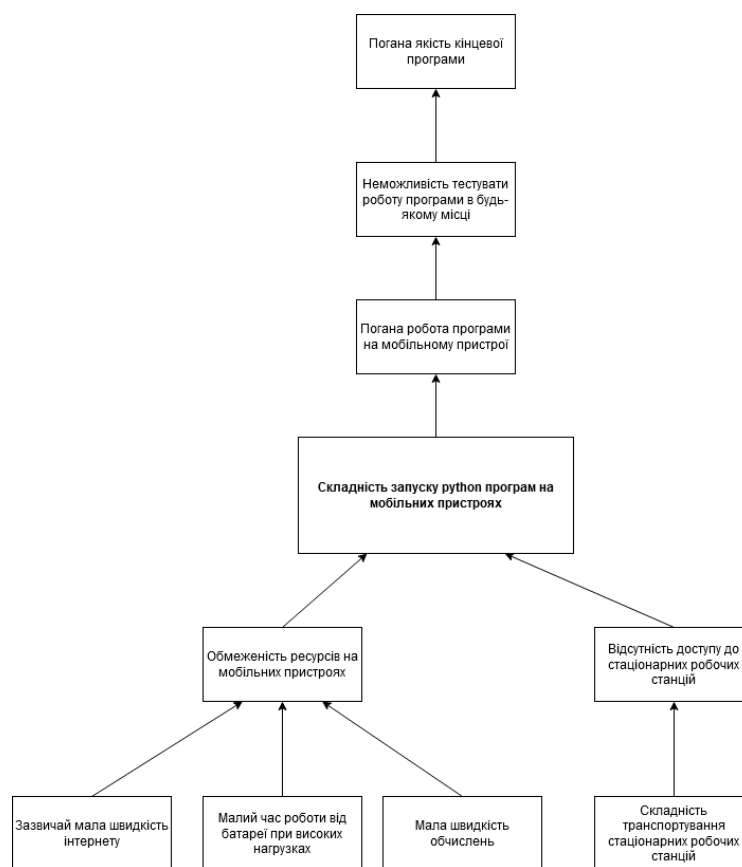 Погана якість кінцевої
програми
Неможливість тестувати
роботу програми в будь-
якому місці
Погана робота програми
на мобільному пристрої
Складність запуску python програм на
мобільних пристроях
Обмеженість ресурсів на
мобільних пристроях
Відсутність доступу до
стаціонарних робочих
станцій
Зазвичай мала швидкість
інтернету
Малий час роботи від
батареї при високих
нагрузках
Мала швидкість
обчислень
Складність
транспортування
стаціонарних робочих
станцій